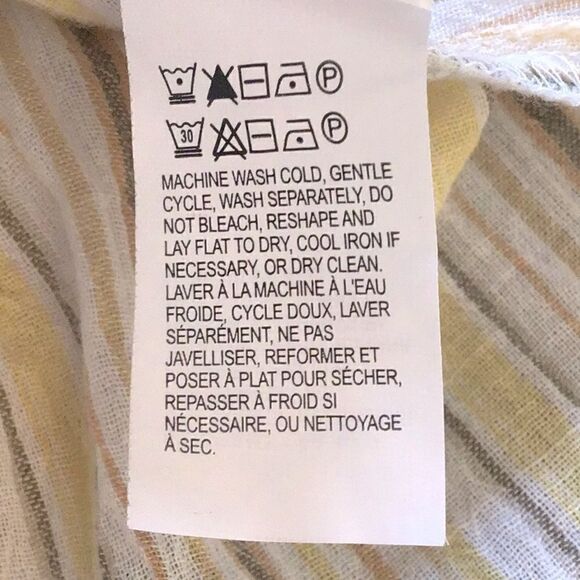 P
30 P
MACHINE WASH COLD, GENTLE
CYCLE, WASH SEPARATELY, DO
NOT BLEACH, RESHAPE AND
LAY FLAT TO DRY, COOL IRON IF
NECESSARY, OR DRY CLEAN.
LAVER À LA MACHINE À L'EAU
FROIDE, CYCLE DOUX, LAVER
SÉPARÉMENT, NE PAS
JAVELLISER, REFORMER ET
POSER À PLAT POUR SÉCHER,
REPASSER À FROID SI
NÉCESSAIRE, OU NETTOYAGE
À SEC.